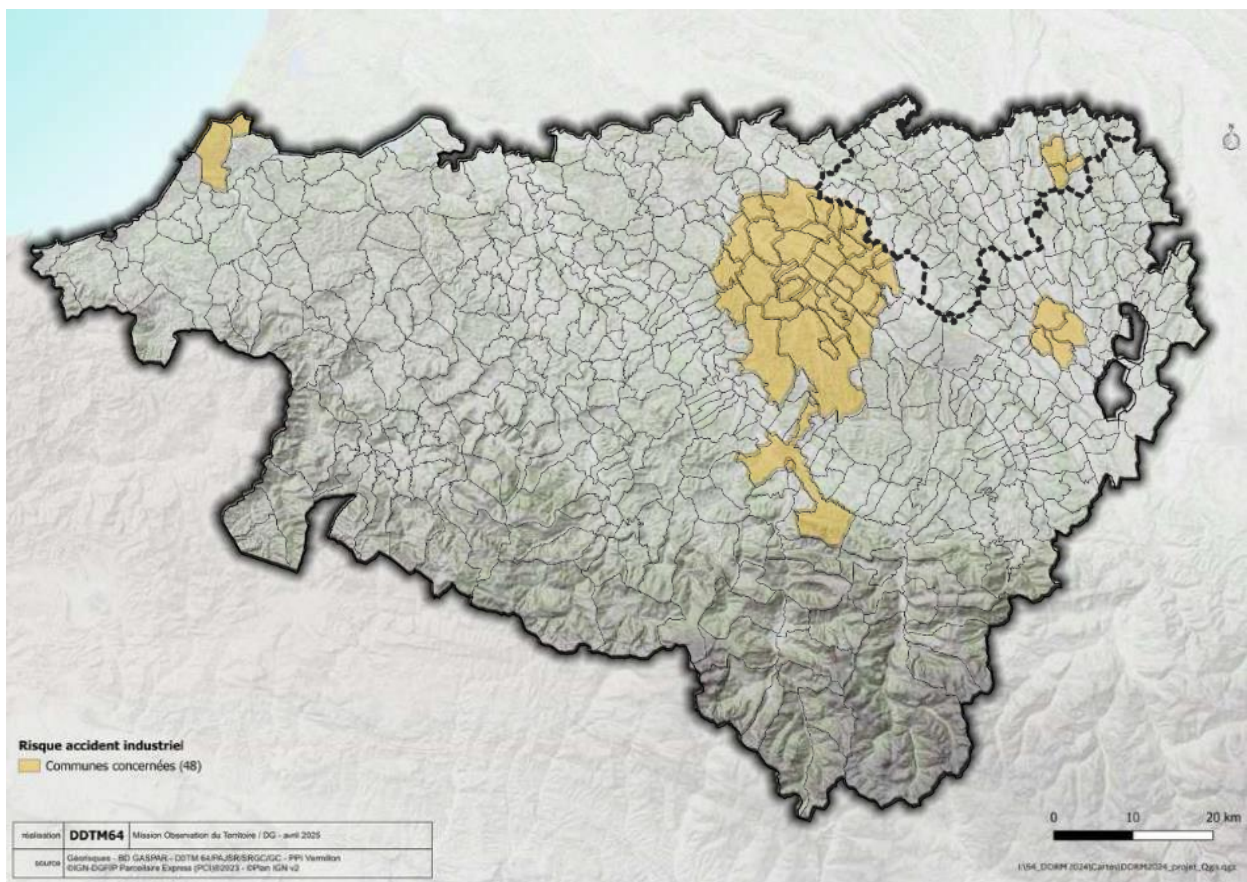 N
Risque accident industriel
Communes concernées (48)
réalisation DDTM64 Mission Observation du Territoire / DG - avril 2025
source Géorisques - BD GASPAR - DDTM 64/PAJSR/SRGC/GC - PPI Vermilion
©IGN-DGFIP Parcellaire Express (PCI)®2023 - ©Plan IGN v2
0 10 20 km